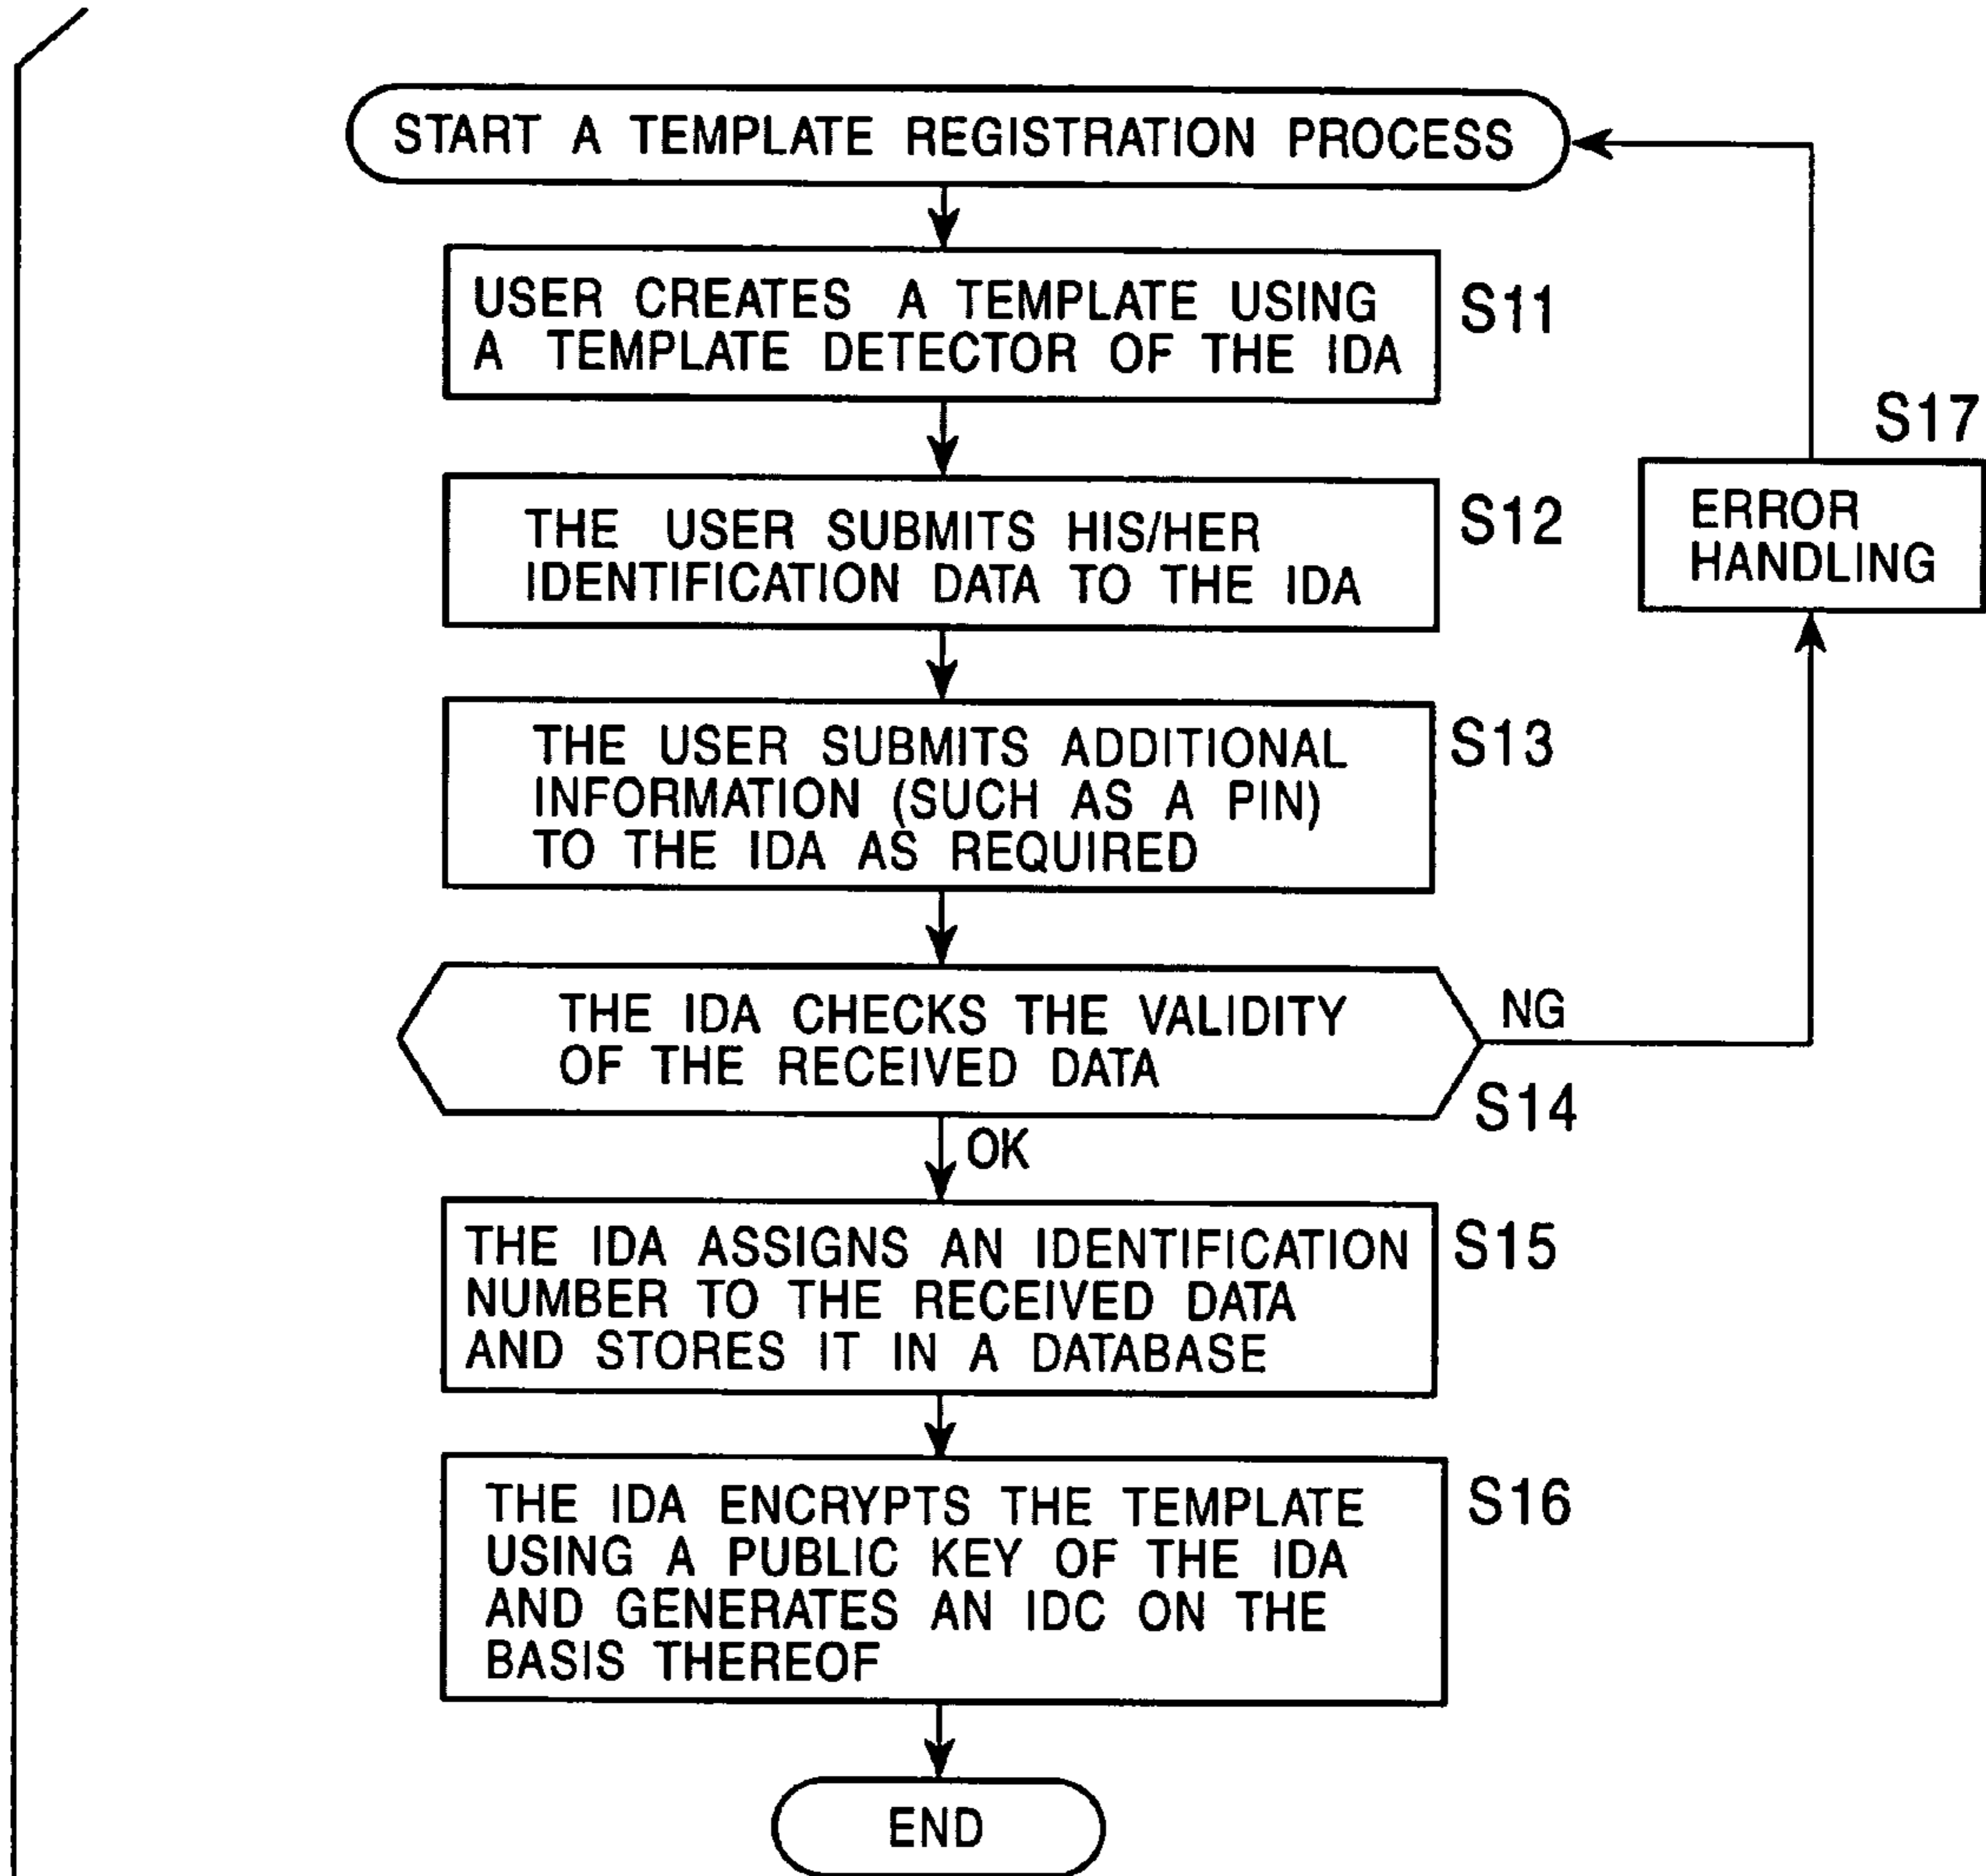 START A TEMPLATE REGISTRATION PROCESS
USER CREATES A TEMPLATE USING
A TEMPLATE DETECTOR OF THE IDA
S11
S17
ERROR
HANDLING
THE USER SUBMITS HIS/HER
IDENTIFICATION DATA TO THE IDA
S12
THE USER SUBMITS ADDITIONAL
INFORMATION (SUCH AS A PIN)
TO THE IDA AS REQUIRED
S13
THE IDA CHECKS THE VALIDITY
OF THE RECEIVED DATA
NG
S14
OK
THE IDA ASSIGNS AN IDENTIFICATION
NUMBER TO THE RECEIVED DATA
AND STORES IT IN A DATABASE
S15
THE IDA ENCRYPTS THE TEMPLATE
USING A PUBLIC KEY OF THE IDA
AND GENERATES AN IDC ON THE
BASIS THEREOF
S16
END